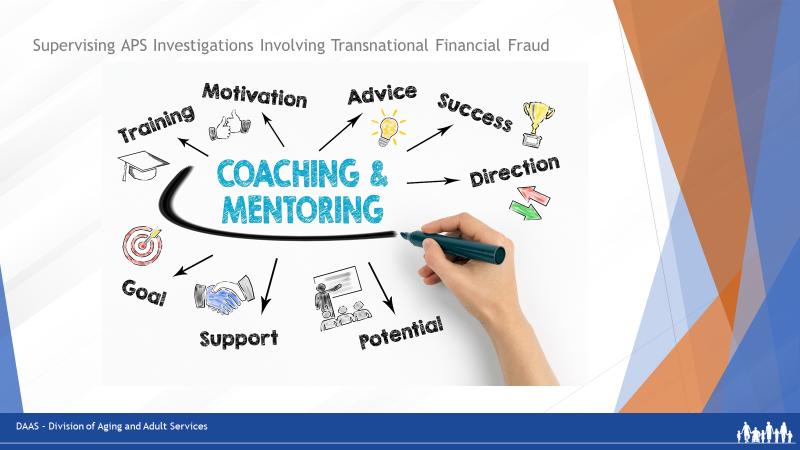 Supervising APS Investigations Involving Transnational Financial Fraud
Training
Motivation
Advice
Success
COACHING &
MENTORING
Direction
Goal
Support
Potential
DAAS – Division of Aging and Adult Services